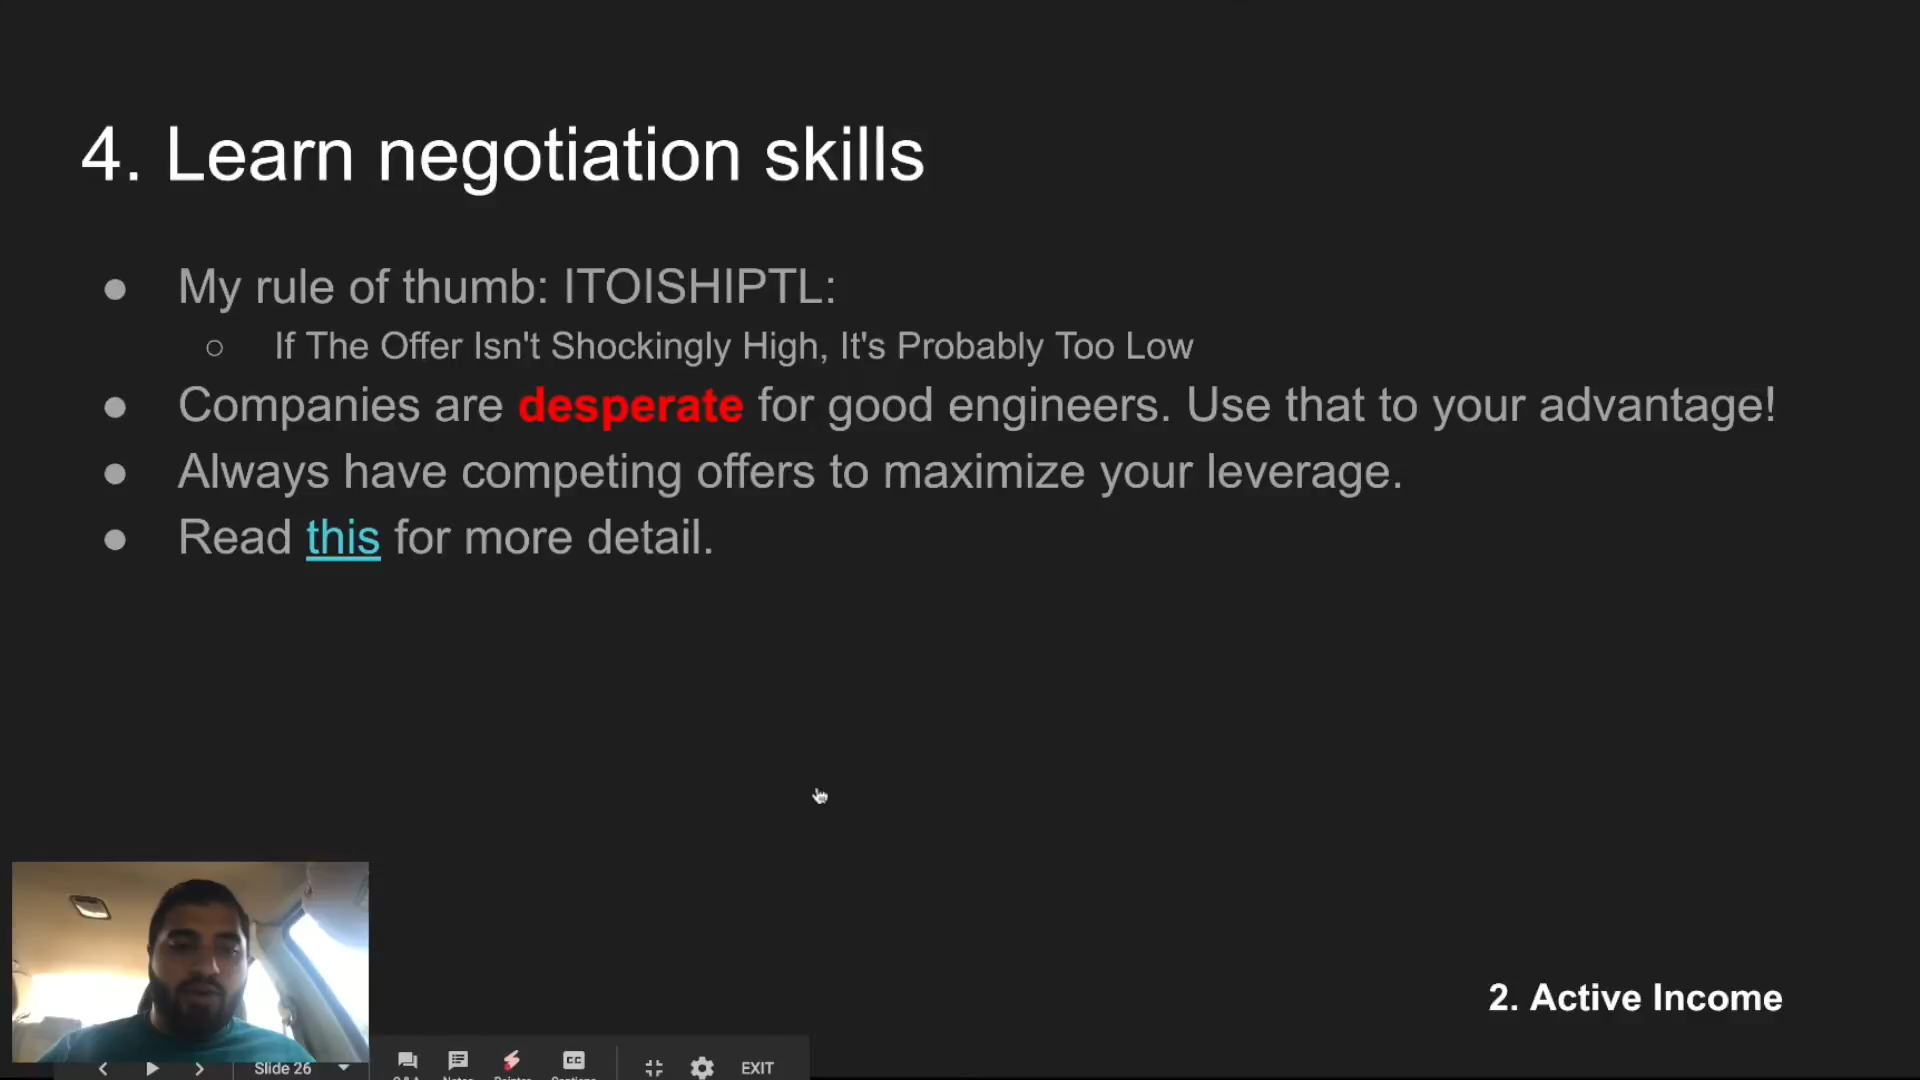 4. Learn negotiation skills
My rule of thumb: ITOISHIPTL:
If The Offer Isn't Shockingly High, It's Probably Too Low
Companies are desperate for good engineers. Use that to your advantage!
Always have competing offers to maximize your leverage.
Read this for more detail.
2. Active Income
Slide 26
CC
EXIT